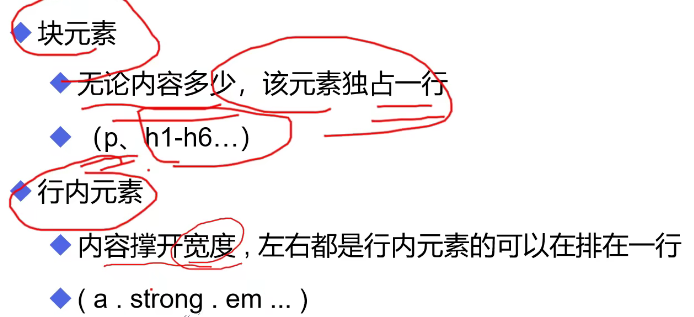 块元素
无论内容多少，该元素独占一行
（p、h1-h6…）
行内元素
内容撑开宽度 , 左右都是行内元素的可以在排在一行
( a . strong . em ... )